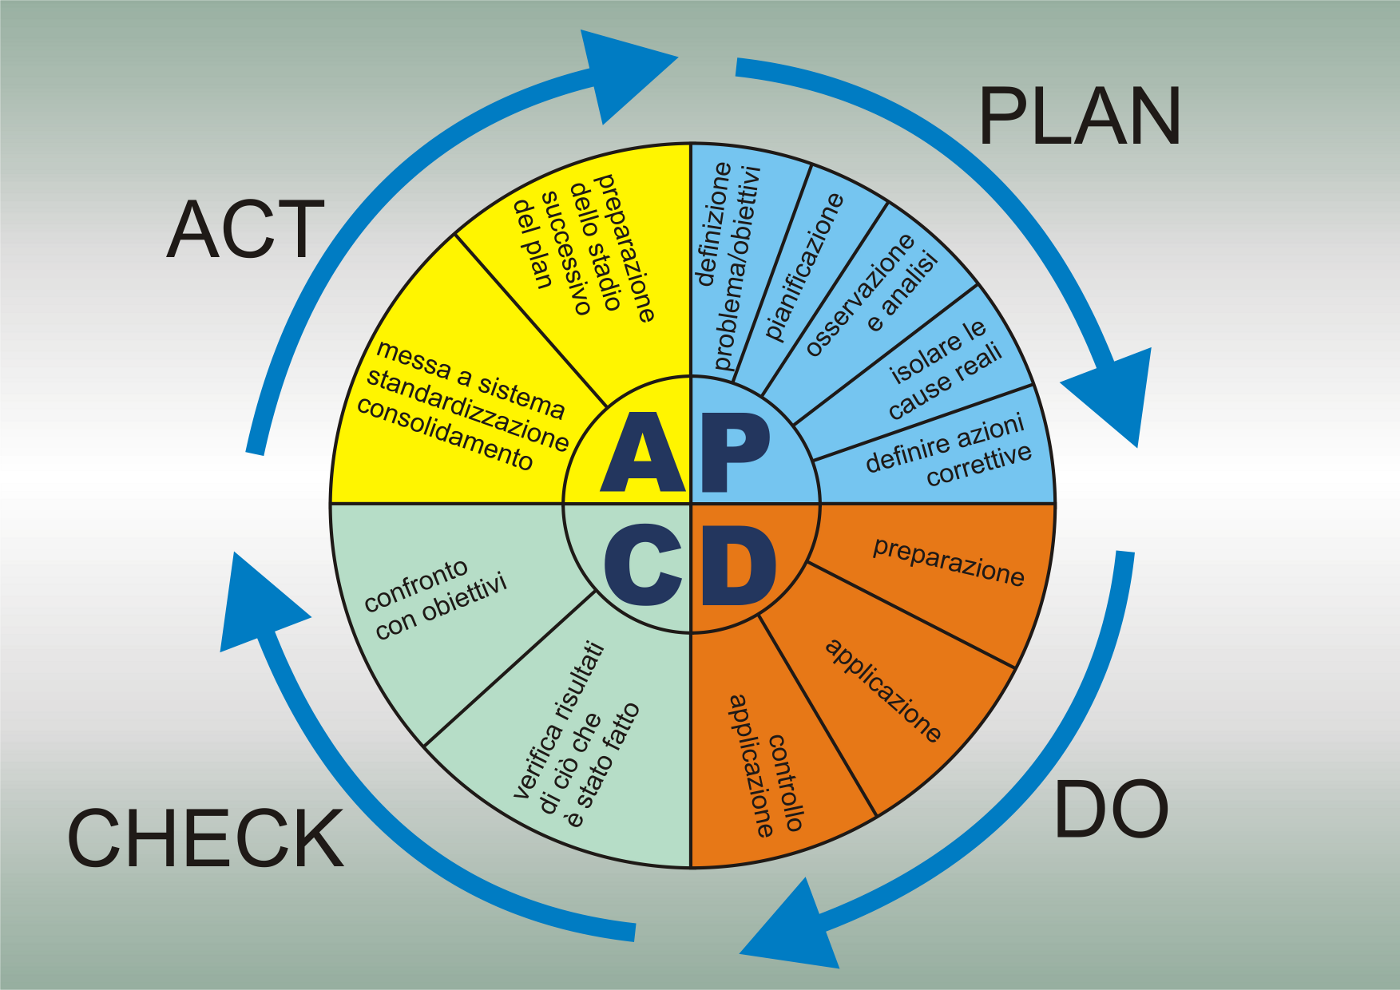 PLAN
definizione
problema/obiettivi
pianificazione
osservazione
e analisi
isolare le
cause reali
definire azioni
correttive
DO
preparazione
applicazione
controllo
applicazione
CHECK
verifica risultati
di ciò che
è stato fatto
confronto
con obiettivi
ACT
messa a sistema
standardizzazione
consolidamento
preparazione
dello stadio
successivo
del plan
A P
C D